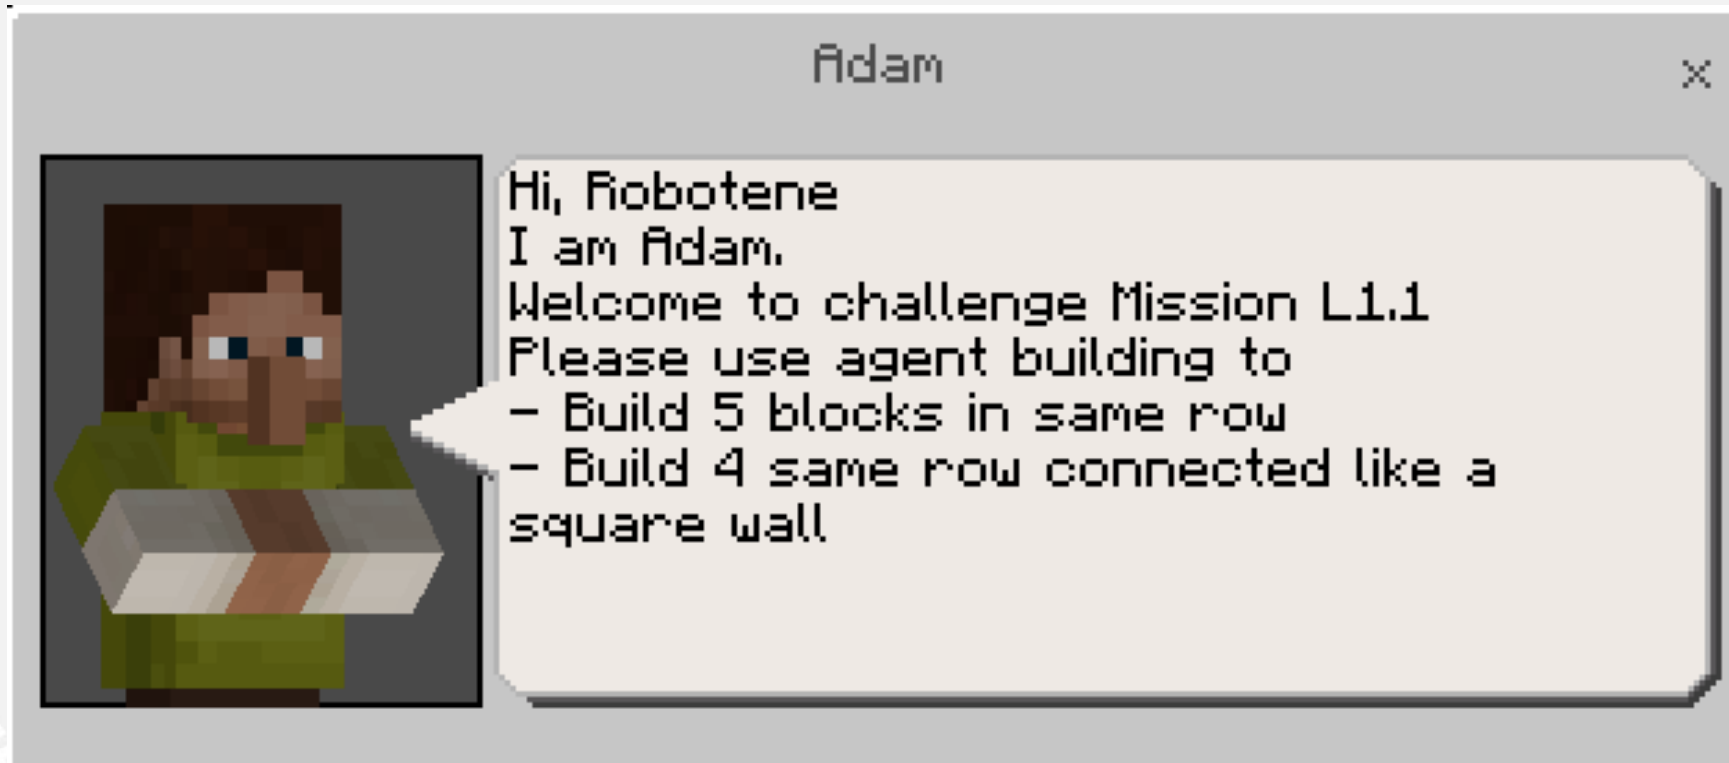 Adam
Hi, Robotene
I am Adam.
Welcome to challenge Mission L1.1
Please use agent building to
- Build 5 blocks in same row
- Build 4 same row connected like a
square wall